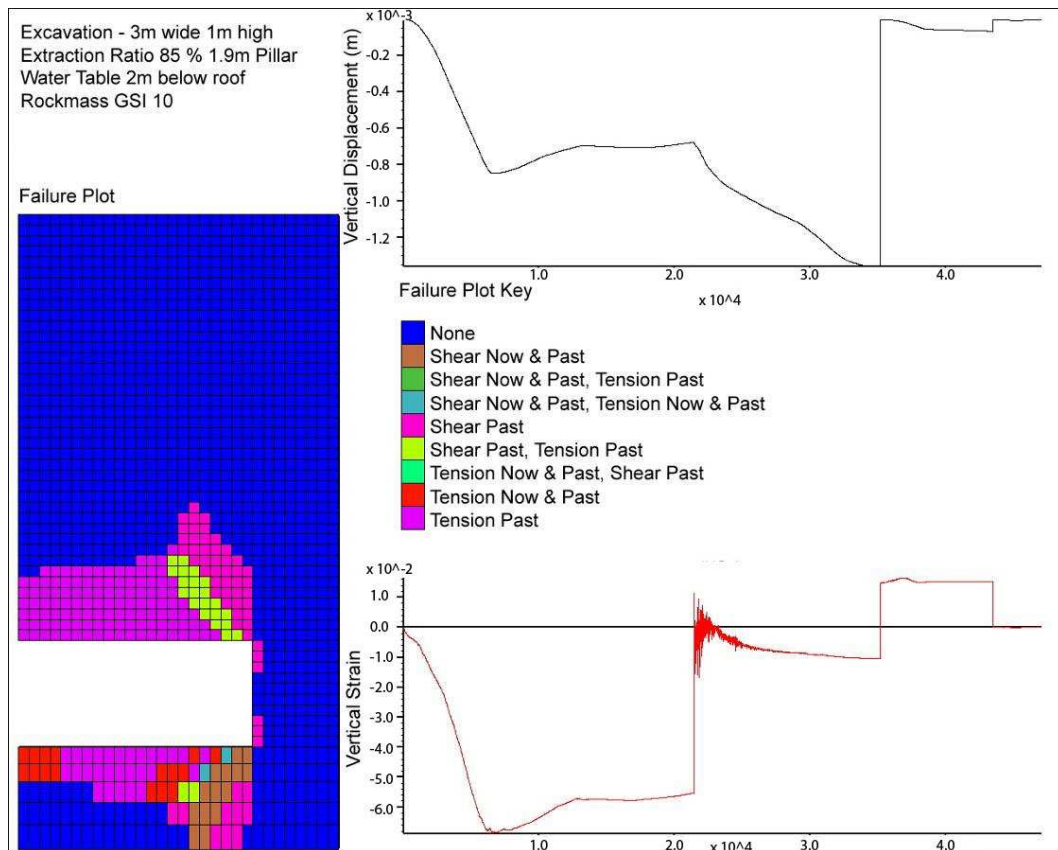 Excavation - 3m wide 1m high
Extraction Ratio 85 % 1.9m Pillar
Water Table 2m below roof
Rockmass GSI 10
Failure Plot
x 10^-3
Vertical Displacement (m)
-0.2
-0.4
-0.6
-0.8
-1.0
-1.2
1.0
2.0
3.0
4.0
x 10^4
Failure Plot Key
None
Shear Now & Past
Shear Now & Past, Tension Past
Shear Now & Past, Tension Now & Past
Shear Past
Shear Past, Tension Past
Tension Now & Past, Shear Past
Tension Now & Past
Tension Past
x 10^-2
Vertical Strain
1.0
0.0
-1.0
-2.0
-3.0
-4.0
-5.0
-6.0
1.0
2.0
3.0
4.0
x 10^4